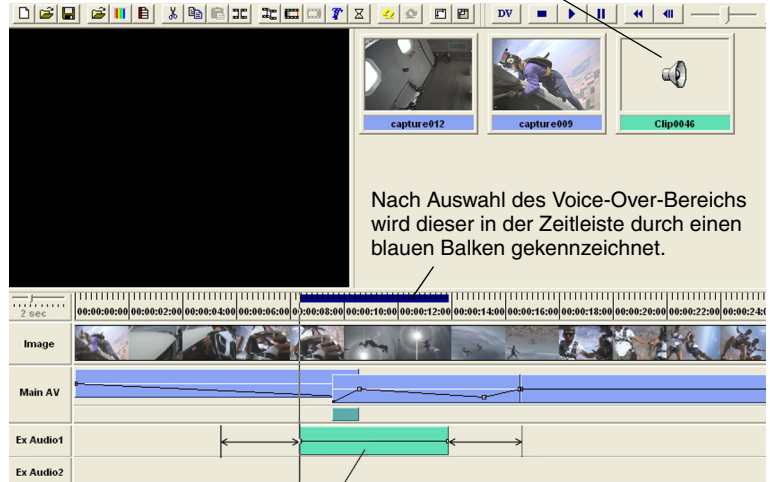 DV
capture012 capture009 Clip0046
Nach Auswahl des Voice-Over-Bereichs
wird dieser in der Zeitleiste durch einen
blauen Balken gekennzeichnet.
2 sec 00:00:00:00 00:00:02:00 00:00:04:00 00:00:06:00 00:00:08:00 00:00:10:00 00:00:12:00 00:00:14:00 00:00:16:00 00:00:18:00 00:00:20:00 00:00:22:00 00:00:24:0
Image
Main AV
Ex Audio1
Ex Audio2